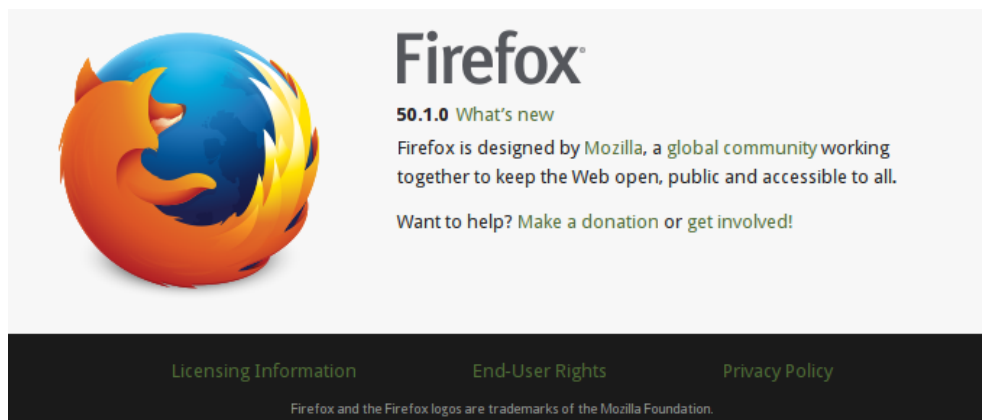 Firefox®
50.1.0 What's new
Firefox is designed by Mozilla, a global community working
together to keep the Web open, public and accessible to all.
Want to help? Make a donation or get involved!
Licensing Information End-User Rights Privacy Policy
Firefox and the Firefox logos are trademarks of the Mozilla Foundation.